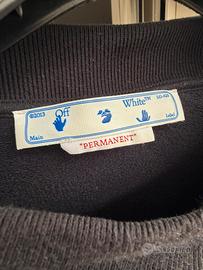 ©2013 Off White™
Main Label
"PERMANENT"